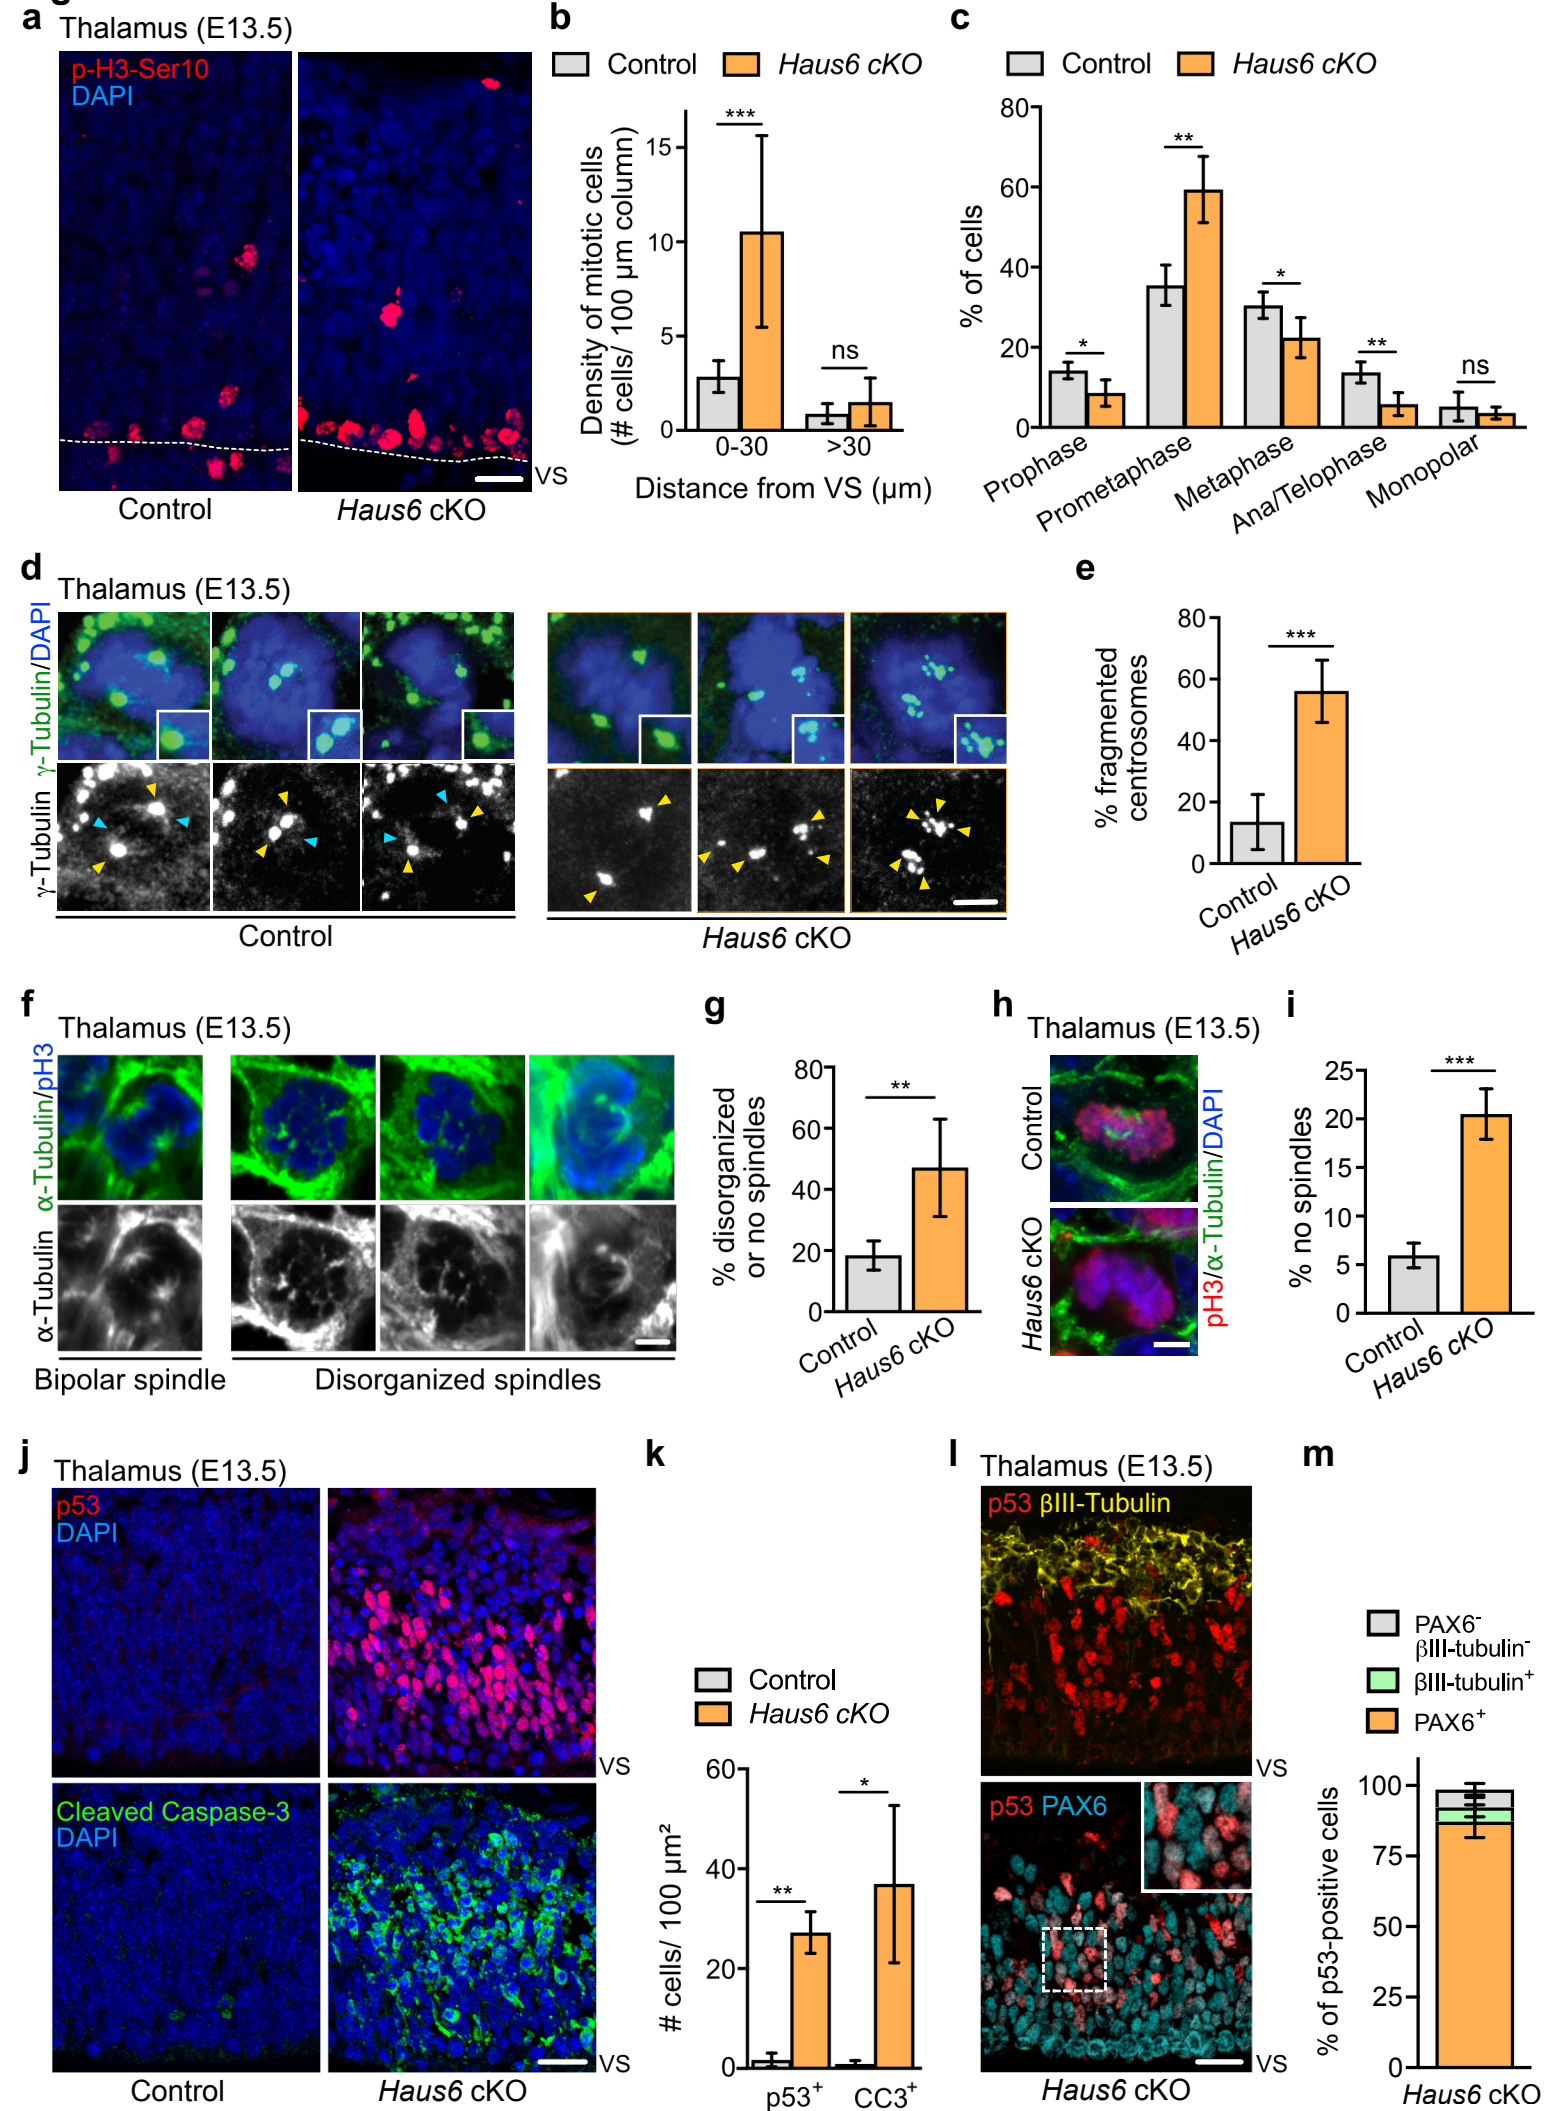 a
Thalamus (E13.5)
p-H3-Ser10
DAPI
Control
Haus6 cKO
VS
b
Control
Haus6 cKO
Density of mitotic cells
(# cells/ 100 µm column)
15
10
5
0
***
ns
0-30
>30
Distance from VS (µm)
c
Control
Haus6 cKO
% of cells
80
60
40
20
0
*
**
*
**
ns
Prophase
Prometaphase
Metaphase
Ana/Telophase
Monopolar
d
Thalamus (E13.5)
γ-Tubulin/DAPI
γ-Tubulin
Control
Haus6 cKO
e
% fragmented
centrosomes
80
60
40
20
0
***
Control
Haus6 cKO
f
Thalamus (E13.5)
α-Tubulin/pH3
α-Tubulin
Bipolar spindle
Disorganized spindles
g
% disorganized
or no spindles
80
60
40
20
0
**
Control
Haus6 cKO
h
Thalamus (E13.5)
Control
Haus6 cKO
pH3/α-Tubulin/DAPI
i
% no spindles
25
20
15
10
5
0
***
Control
Haus6 cKO
j
Thalamus (E13.5)
p53
DAPI
VS
Cleaved Caspase-3
DAPI
VS
Control
Haus6 cKO
k
Control
Haus6 cKO
# cells/ 100 µm²
60
40
20
0
**
*
p53⁺
CC3⁺
l
Thalamus (E13.5)
p53 βIII-Tubulin
VS
p53 PAX6
VS
Haus6 cKO
m
PAX6⁻
βIII-tubulin⁻
βIII-tubulin⁺
PAX6⁺
% of p53-positive cells
100
75
50
25
0
Haus6 cKO